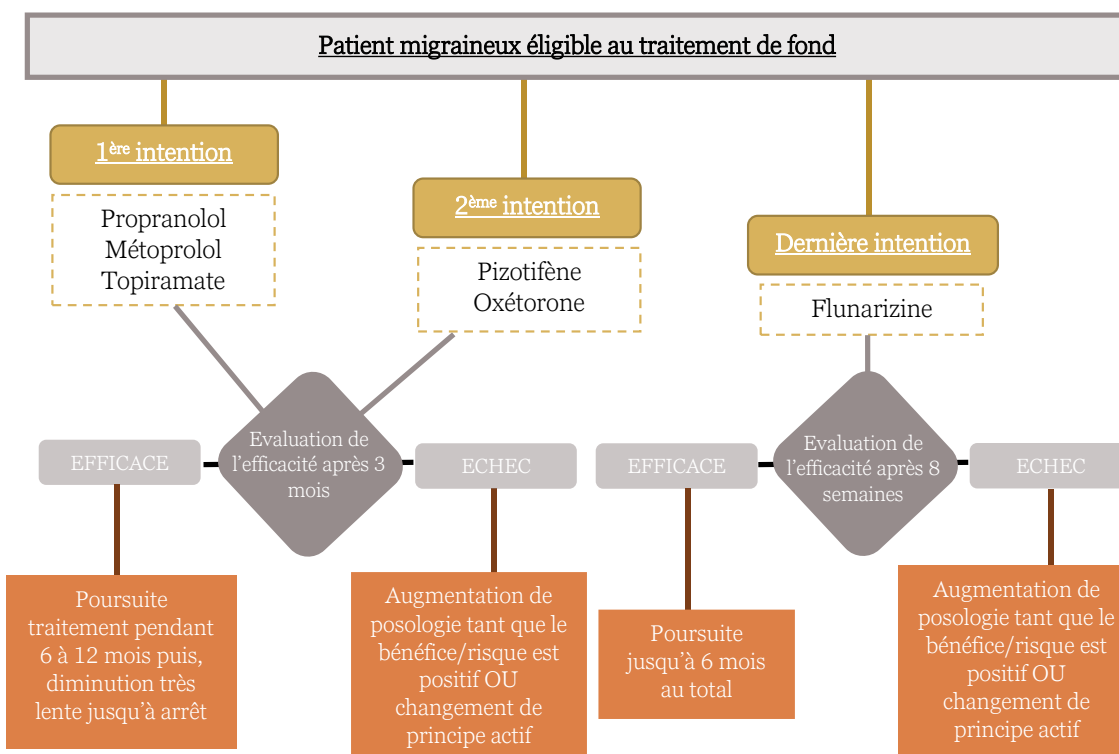 Patient migraineux éligible au traitement de fond
1ère intention
Propranolol
Métoprolol
Topiramate
2ème intention
Pizotifène
Oxétorone
Dernière intention
Flunarizine
Evaluation de
l'efficacité après 3
mois
EFFICACE
ECHEC
Evaluation de
l'efficacité après 8
semaines
EFFICACE
ECHEC
Poursuite
traitement pendant
6 à 12 mois puis,
diminution très
lente jusqu'à arrêt
Augmentation de
posologie tant que le
bénéfice/risque est
positif OU
changement de
principe actif
Poursuite
jusqu'à 6 mois
au total
Augmentation de
posologie tant que le
bénéfice/risque est
positif OU
changement de
principe actif